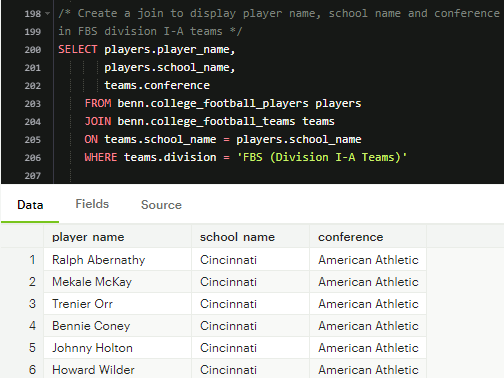 198 /* Create a join to display player name, school name and conference
199 in FBS division I-A teams */
200 SELECT players.player_name,
201 players.school_name,
202 teams.conference
203 FROM benn.college_football_players players
204 JOIN benn.college_football_teams teams
205 ON teams.school_name = players.school_name
206 WHERE teams.division = 'FBS (Division I-A Teams)'
207
Data Fields Source
player name school name conference
1 Ralph Abernathy Cincinnati American Athletic
2 Mekale McKay Cincinnati American Athletic
3 Trenier Orr Cincinnati American Athletic
4 Bennie Coney Cincinnati American Athletic
5 Johnny Holton Cincinnati American Athletic
6 Howard Wilder Cincinnati American Athletic